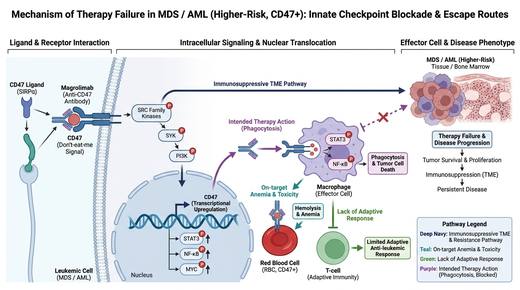 Mechanism of Therapy Failure in MDS / AML (Higher-Risk, CD47+): Innate Checkpoint Blockade & Escape Routes
Ligand & Receptor Interaction
Intracellular Signaling & Nuclear Translocation
Effector Cell & Disease Phenotype
CD47 Ligand
(SIRPα)
Magrolimab
(Anti-CD47
Antibody)
CD47
(Don't-eat-me
Signal)
Leukemic Cell
(MDS / AML)
Immunosuppressive TME Pathway
P
SRC Family
Kinases
P
SYK
P
PI3K
Intended Therapy Action
(Phagocytosis)
CD47
(Transcriptional
Upregulation)
STAT3
P
NF-κB
P
MYC
P
Nucleus
P
STAT3
P
NF-κB
Macrophage
(Effector Cell)
Phagocytosis
& Tumor Cell
Death
On-target
Anemia & Toxicity
Hemolysis
& Anemia
Red Blood Cell
(RBC, CD47+)
Lack of Adaptive
Response
T-cell
(Adaptive Immunity)
Limited Adaptive
Anti-leukemic
Response
MDS / AML (Higher-Risk)
Tissue / Bone Marrow
Therapy Failure &
Disease Progression
Tumor Survival & Proliferation
Immunosuppression (TME)
Persistent Disease
Pathway Legend
Deep Navy: Immunosuppressive TME
& Resistance Pathway
Teal: On-target Anemia & Toxicity
Green: Lack of Adaptive Response
Purple: Intended Therapy Action
(Phagocytosis, Blocked)